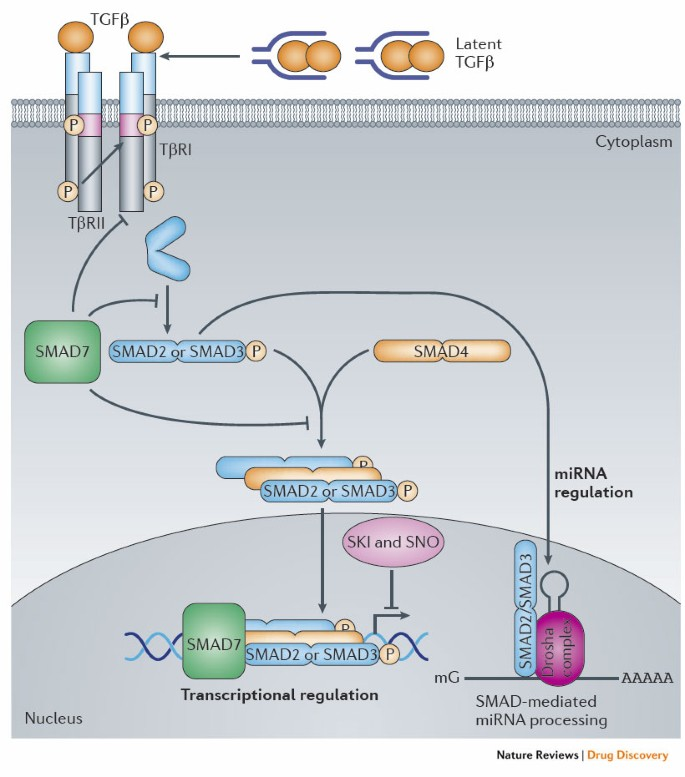 TGFβ
Latent
TGFβ
Cytoplasm
P
P
TβRI
P
P
TβRII
SMAD7
SMAD2 or SMAD3
P
SMAD4
P
SMAD2 or SMAD3
P
miRNA
regulation
SKI and SNO
SMAD2/SMAD3
Drosha
complex
SMAD7
P
SMAD2 or SMAD3
P
mG
AAAAA
Transcriptional regulation
SMAD-mediated
miRNA processing
Nucleus
Nature Reviews | Drug Discovery